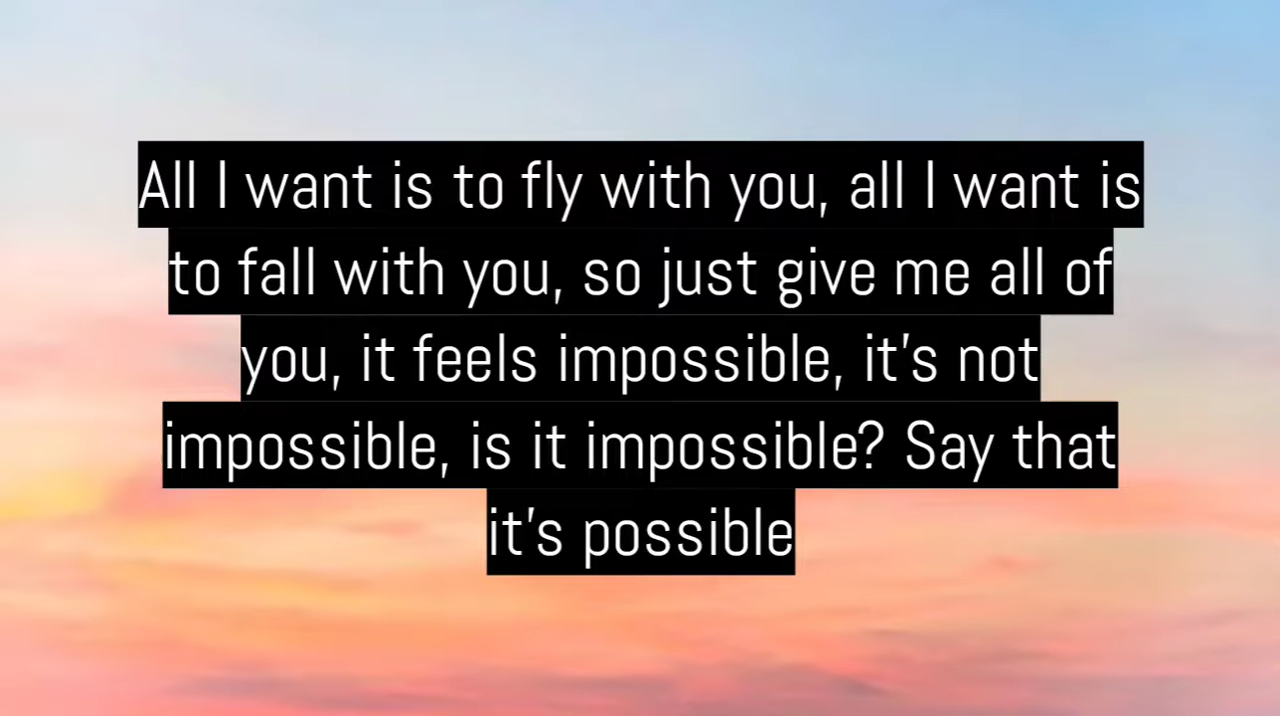 All I want is to fly with you, all I want is
to fall with you, so just give me all of
you, it feels impossible, it’s not
impossible, is it impossible? Say that
it’s possible